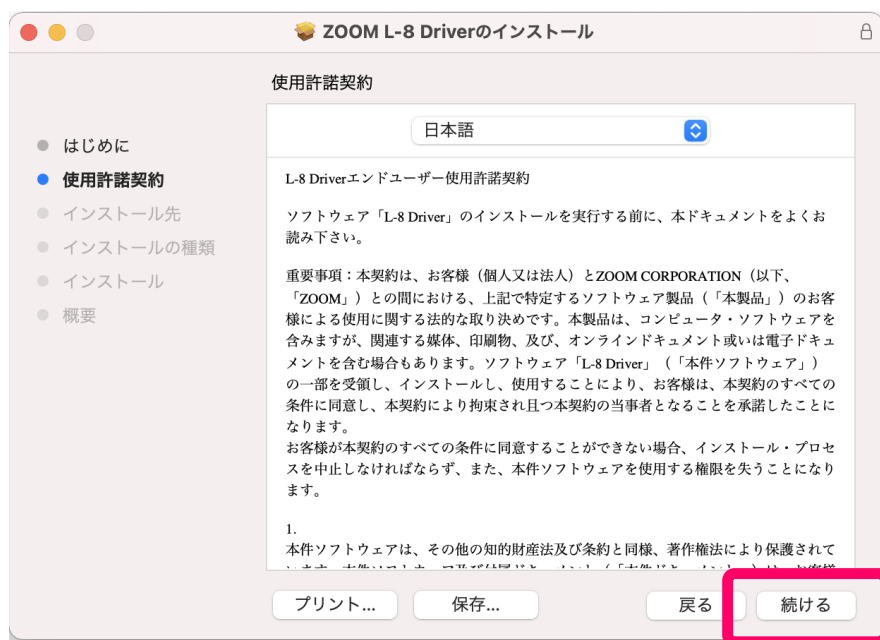 ZOOM L-8 Driverのインストール
使用許諾契約
はじめに
使用許諾契約
インストール先
インストールの種類
インストール
概要
日本語
L-8 Driverエンドユーザー使用許諾契約
ソフトウェア「L-8 Driver」のインストールを実行する前に、本ドキュメントをよくお
読み下さい。
重要事項：本契約は、お客様（個人又は法人）とZOOM CORPORATION（以下、
「ZOOM」）との間における、上記で特定するソフトウェア製品（「本製品」）のお客
様による使用に関する法的な取り決めです。本製品は、コンピュータ・ソフトウェアを
含みますが、関連する媒体、印刷物、及び、オンラインドキュメント或いは電子ドキュ
メントを含む場合もあります。ソフトウェア「L-8 Driver」（「本件ソフトウェア」）
の一部を受領し、インストールし、使用することにより、お客様は、本契約のすべての
条件に同意し、本契約により拘束され且つ本契約の当事者となることを承諾したことに
なります。
お客様が本契約のすべての条件に同意することができない場合、インストール・プロセ
スを中止しなければならず、また、本件ソフトウェアを使用する権限を失うことになり
ます。
1.
本件ソフトウェアは、その他の知的財産法及び条約と同様、著作権法により保護されて
プリント...
保存...
戻る
続ける